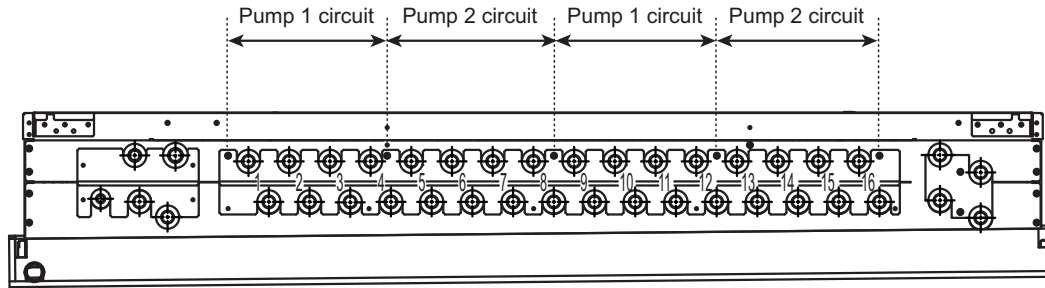 Pump 1 circuit Pump 2 circuit Pump 1 circuit Pump 2 circuit
1 2 3 4 5 6 7 8 9 10 11 12 13 14 15 16